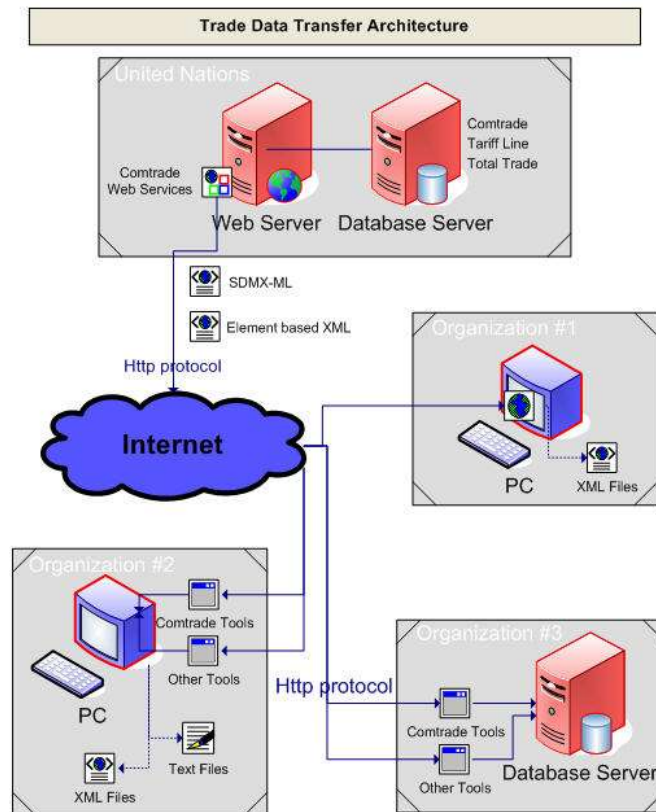 Trade Data Transfer Architecture
United Nations
Comtrade
Tariff Line
Total Trade
Comtrade
Web Services
Web Server
Database Server
SDMX-ML
Element based XML
Http protocol
Internet
Organization #1
PC
XML Files
Organization #2
Comtrade Tools
Other Tools
PC
Text Files
XML Files
Organization #3
Http protocol
Comtrade Tools
Other Tools
Database Server